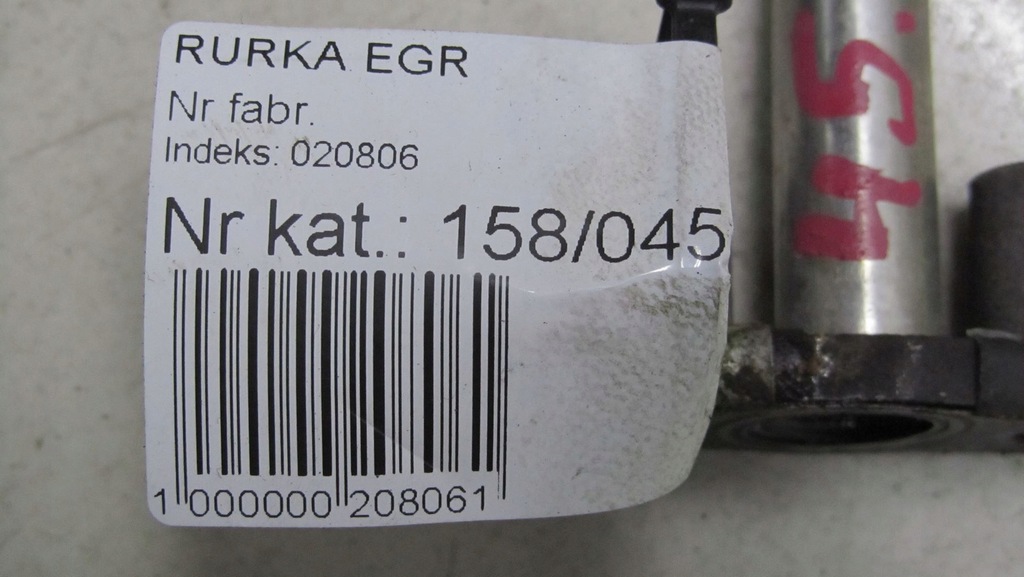 RURKA EGR
Nr fabr.
Indeks: 020806
Nr kat.: 158/045
1 000000 208061
45.